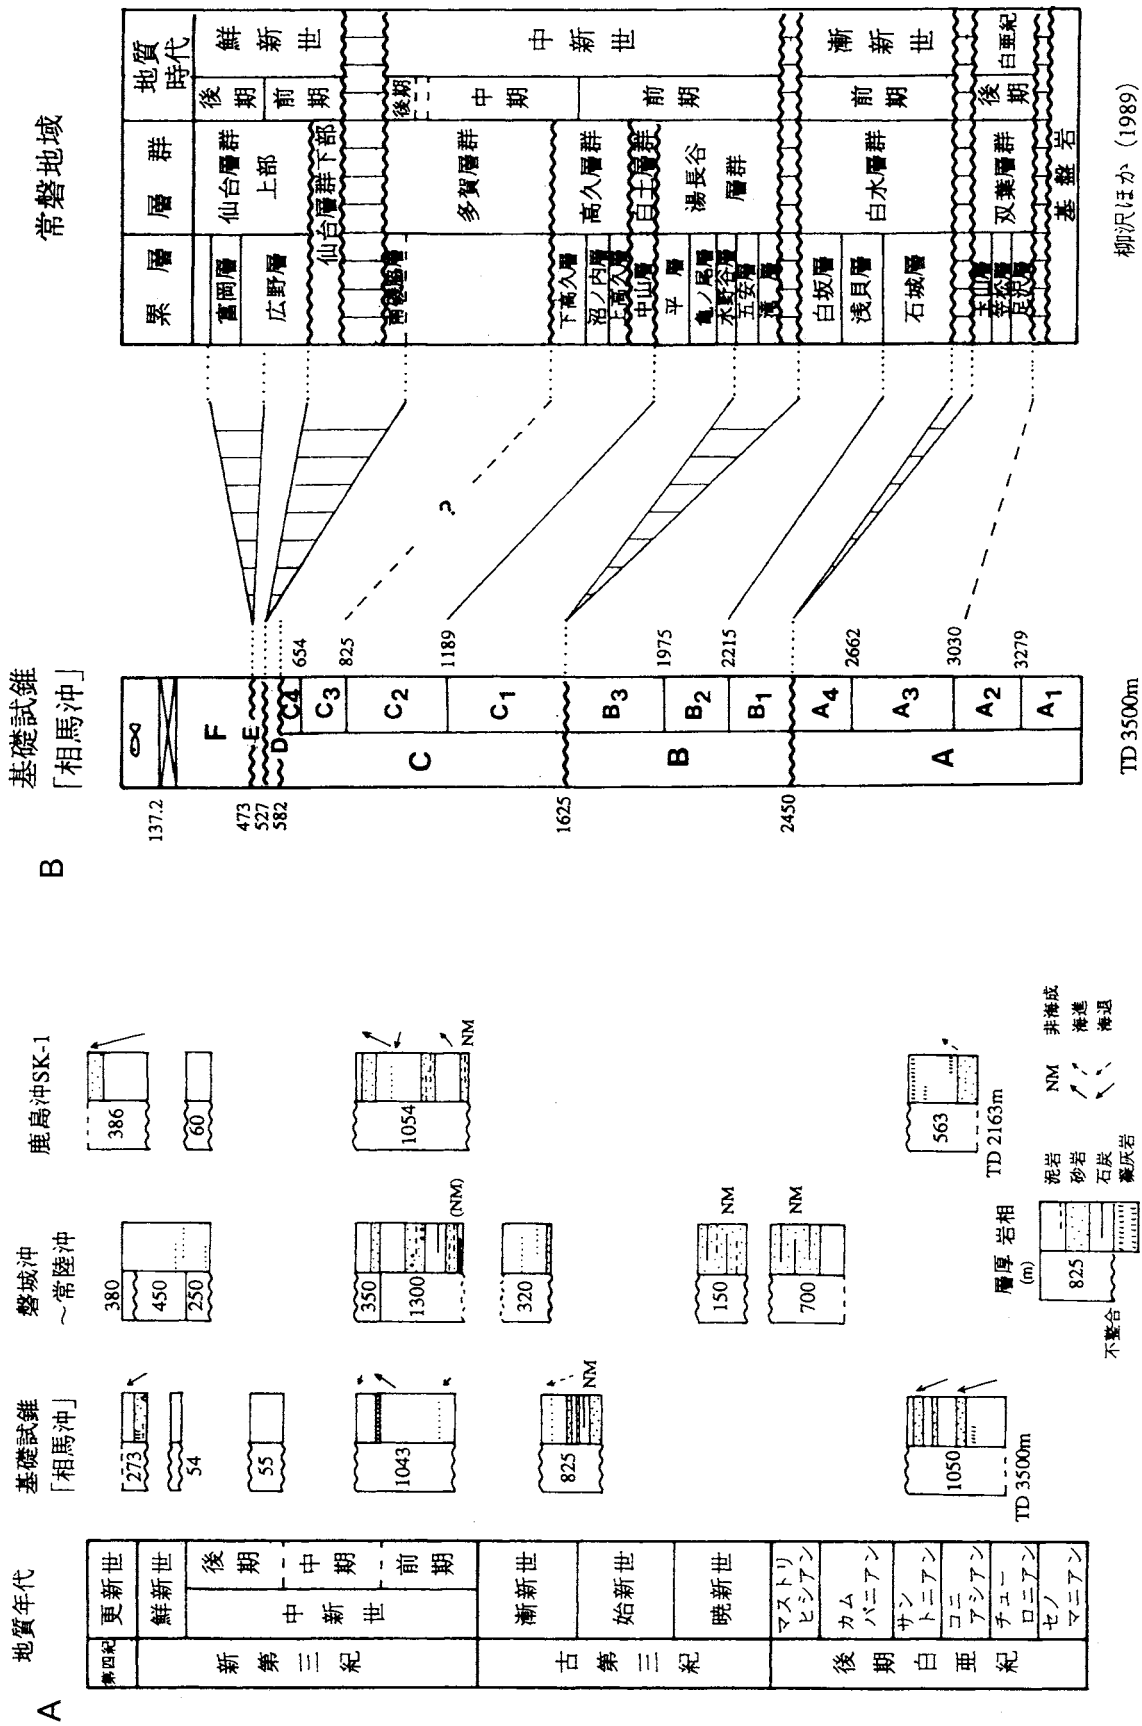 A
地質年代
第四紀
更新世
新第三紀
鮮新世
中新世
後期
中期
前期
古第三紀
漸新世
始新世
暁新世
後期白亜紀
マストリヒシアン
カムパニアン
サントニアン
コニアシアン
チューロニアン
セノマニアン
基礎試錐
「相馬沖」
273
54
55
1043
825
NM
1050
TD 3500m
磐城沖
~常陸沖
380
450
250
350
1300
(NM)
320
150
NM
700
NM
鹿島沖SK-1
386
60
1054
NM
563
TD 2163m
層厚 岩相
(m)
825
不整合
泥岩
砂岩
石炭
凝灰岩
NM 非海成
海進
海退
B
基礎試錐
「相馬沖」
137.2
473
527
582
1625
2450
F
E
D
C
B
A
C4
C3
C2
C1
B3
B2
B1
A4
A3
A2
A1
654
825
1189
1975
2215
2662
3030
3279
TD 3500m
?
常磐地域
累層
層群
地質時代
富岡層
広野層
下高久層
沼ノ内層
上高久層
中山層
平層
亀ノ尾層
水野谷層
五安層
滝層
白坂層
浅貝層
石城層
玉山層
笠松層
足沢層
仙台層群
上部
仙台層群下部
多賀層群
高久層群
白土層群
湯長谷
層群
白水層群
双葉層群
基盤岩
後期
前期
後期
中期
前期
前期
後期
鮮新世
中新世
漸新世
白亜紀
柳沢ほか (1989)